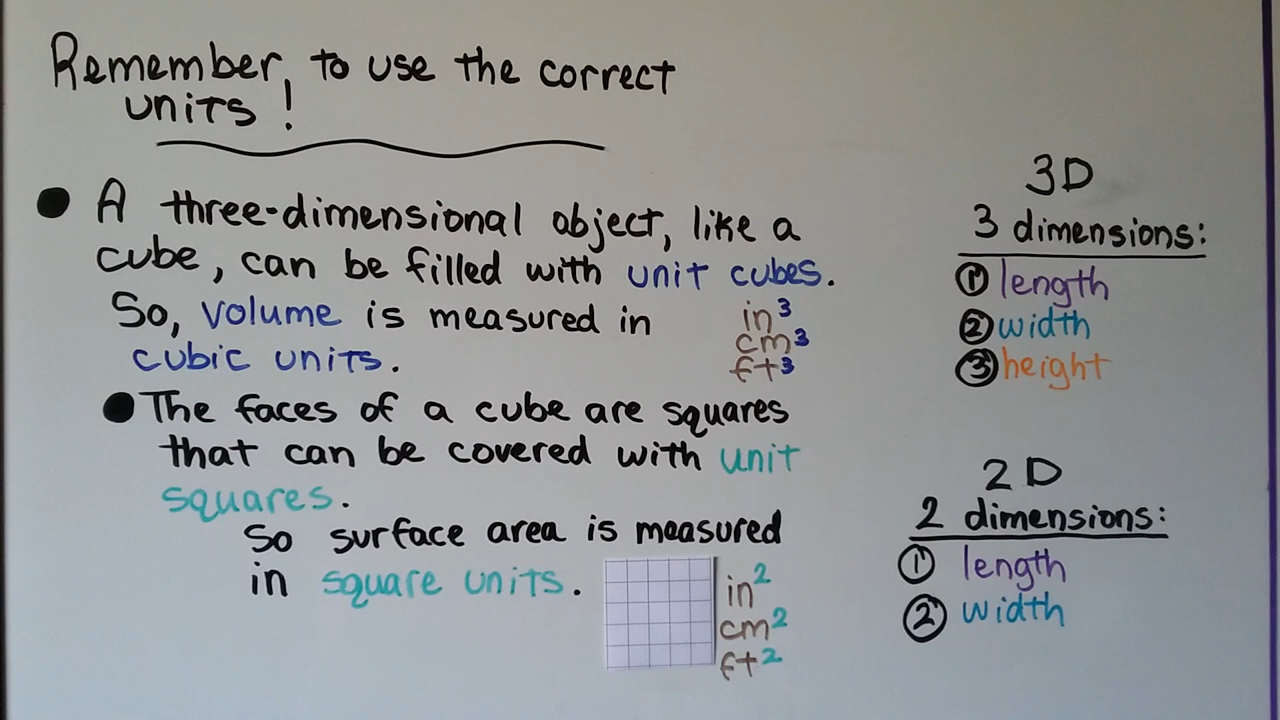 Remember, to use the correct
units!
● A three-dimensional object, like a
cube, can be filled with unit cubes.
So, volume is measured in
cubic units.
in³
cm³
ft³
● The faces of a cube are squares
that can be covered with unit
squares.
So surface area is measured
in square units.
in²
cm²
ft²
3D
3 dimensions:
① length
② width
③ height
2D
2 dimensions:
① length
② width